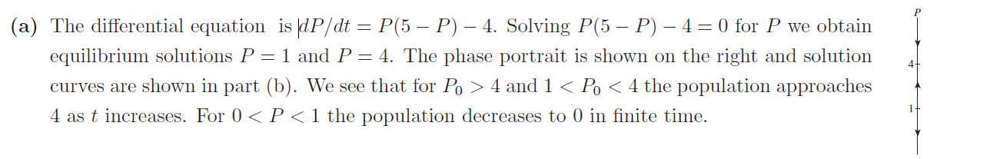 (a) The differential equation is dP/dt = P(5 − P) − 4. Solving P(5 − P) − 4 = 0 for P we obtain
equilibrium solutions P = 1 and P = 4. The phase portrait is shown on the right and solution
curves are shown in part (b). We see that for P₀ > 4 and 1 < P₀ < 4 the population approaches
4 as t increases. For 0 < P < 1 the population decreases to 0 in finite time.
P
4
1